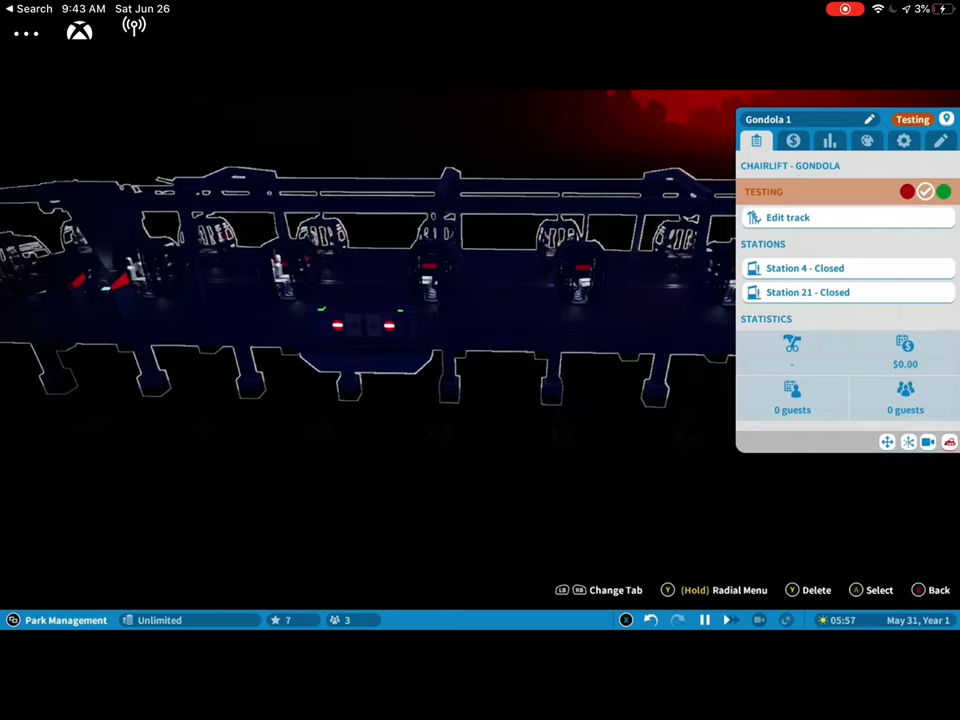 Search 9:43 AM Sat Jun 26 3%
Gondola 1 Testing
CHAIRLIFT - GONDOLA
TESTING
Edit track
STATIONS
Station 4 - Closed
Station 21 - Closed
STATISTICS
- $0.00
0 guests 0 guests
LB RB Change Tab Y (Hold) Radial Menu Y Delete A Select B Back
Park Management Unlimited 7 3 X 05:57 May 31, Year 1